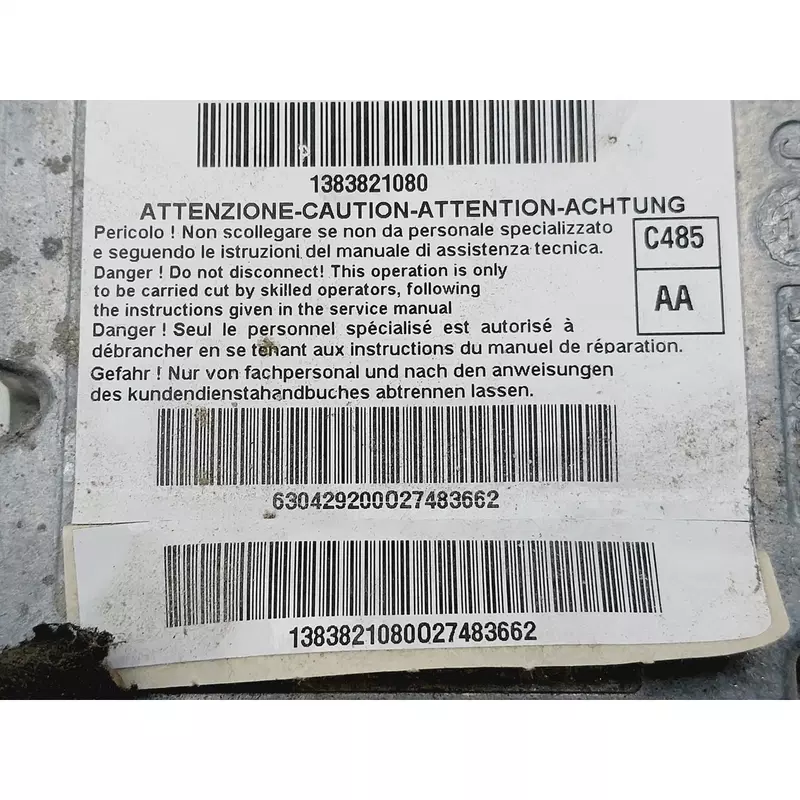 1383821080
ATTENZIONE-CAUTION-ATTENTION-ACHTUNG
Pericolo ! Non scollegare se non da personale specializzato
e seguendo le istruzioni del manuale di assistenza tecnica.
Danger ! Do not disconnect! This operation is only
to be carried cut by skilled operators, following
the instructions given in the service manual
Danger ! Seul le personnel spécialisé est autorisé à
débrancher en se tenant aux instructions du manuel de réparation.
Gefahr ! Nur von fachpersonal und nach den anweisungen
des kundendienstahandbuches abtrennen lassen.
C485
AA
630429200027483662
1383821080027483662